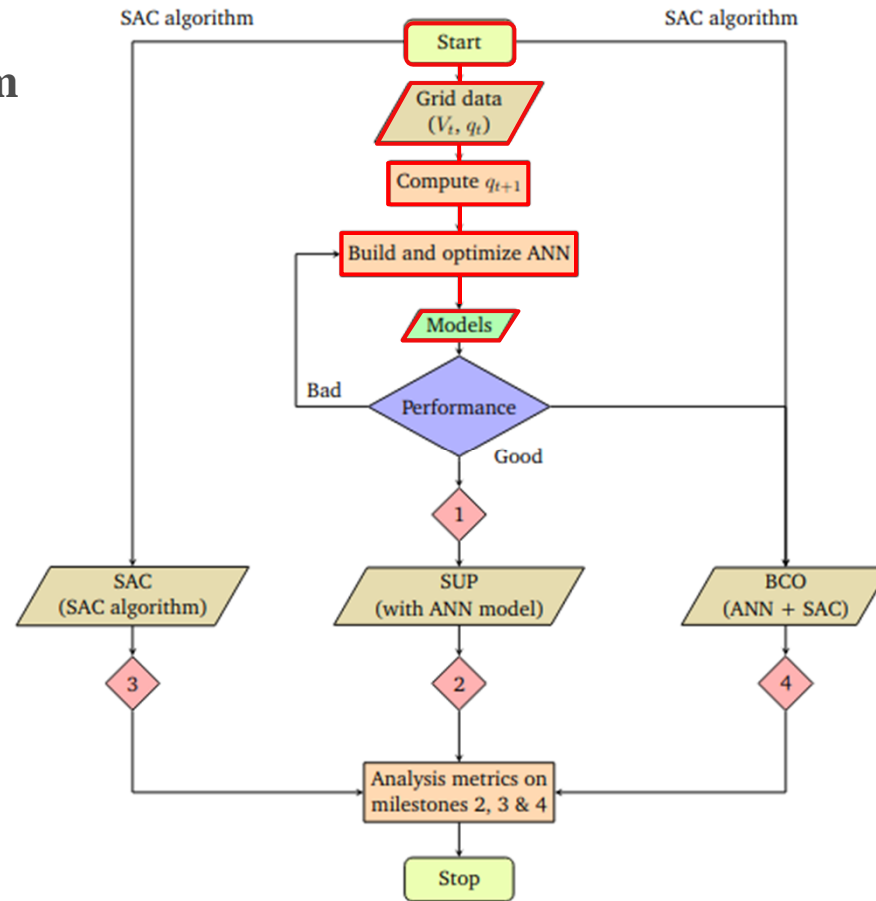 SAC algorithm
SAC algorithm
Start
m
Grid data
(V_t, q_t)
Compute q_{t+1}
Build and optimize ANN
Models
Bad
Performance
Good
1
SAC
(SAC algorithm)
SUP
(with ANN model)
BCO
(ANN + SAC)
3
2
4
Analysis metrics on
milestones 2, 3 & 4
Stop